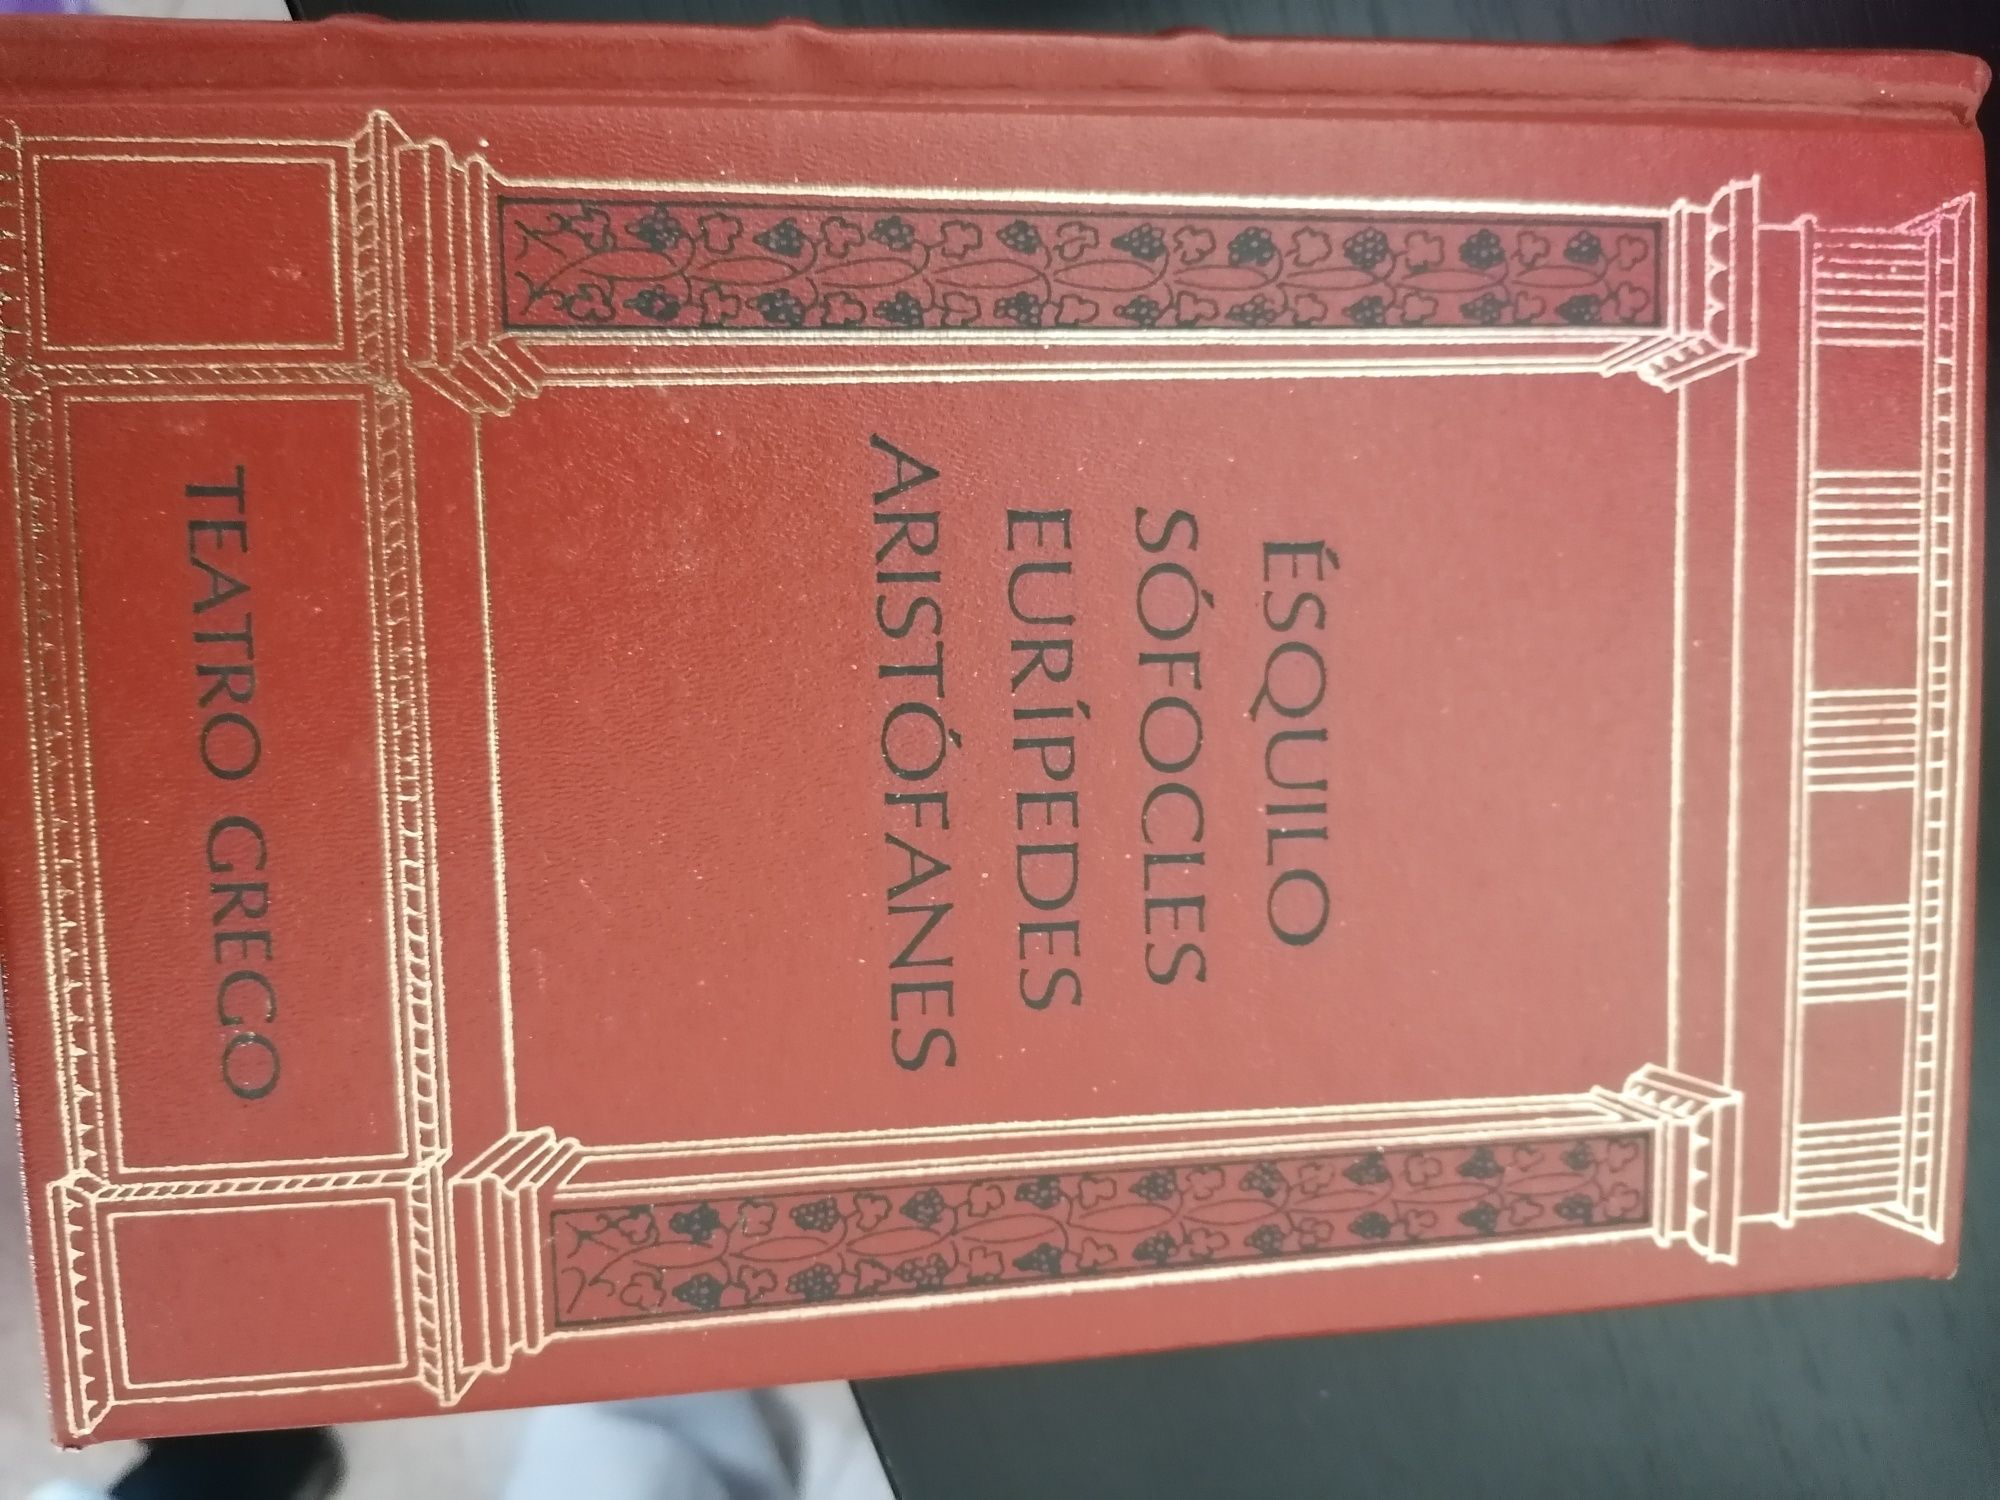 ÉSQUILO
SÓFOCLES
EURÍPEDES
ARISTÓFANES
TEATRO GREGO